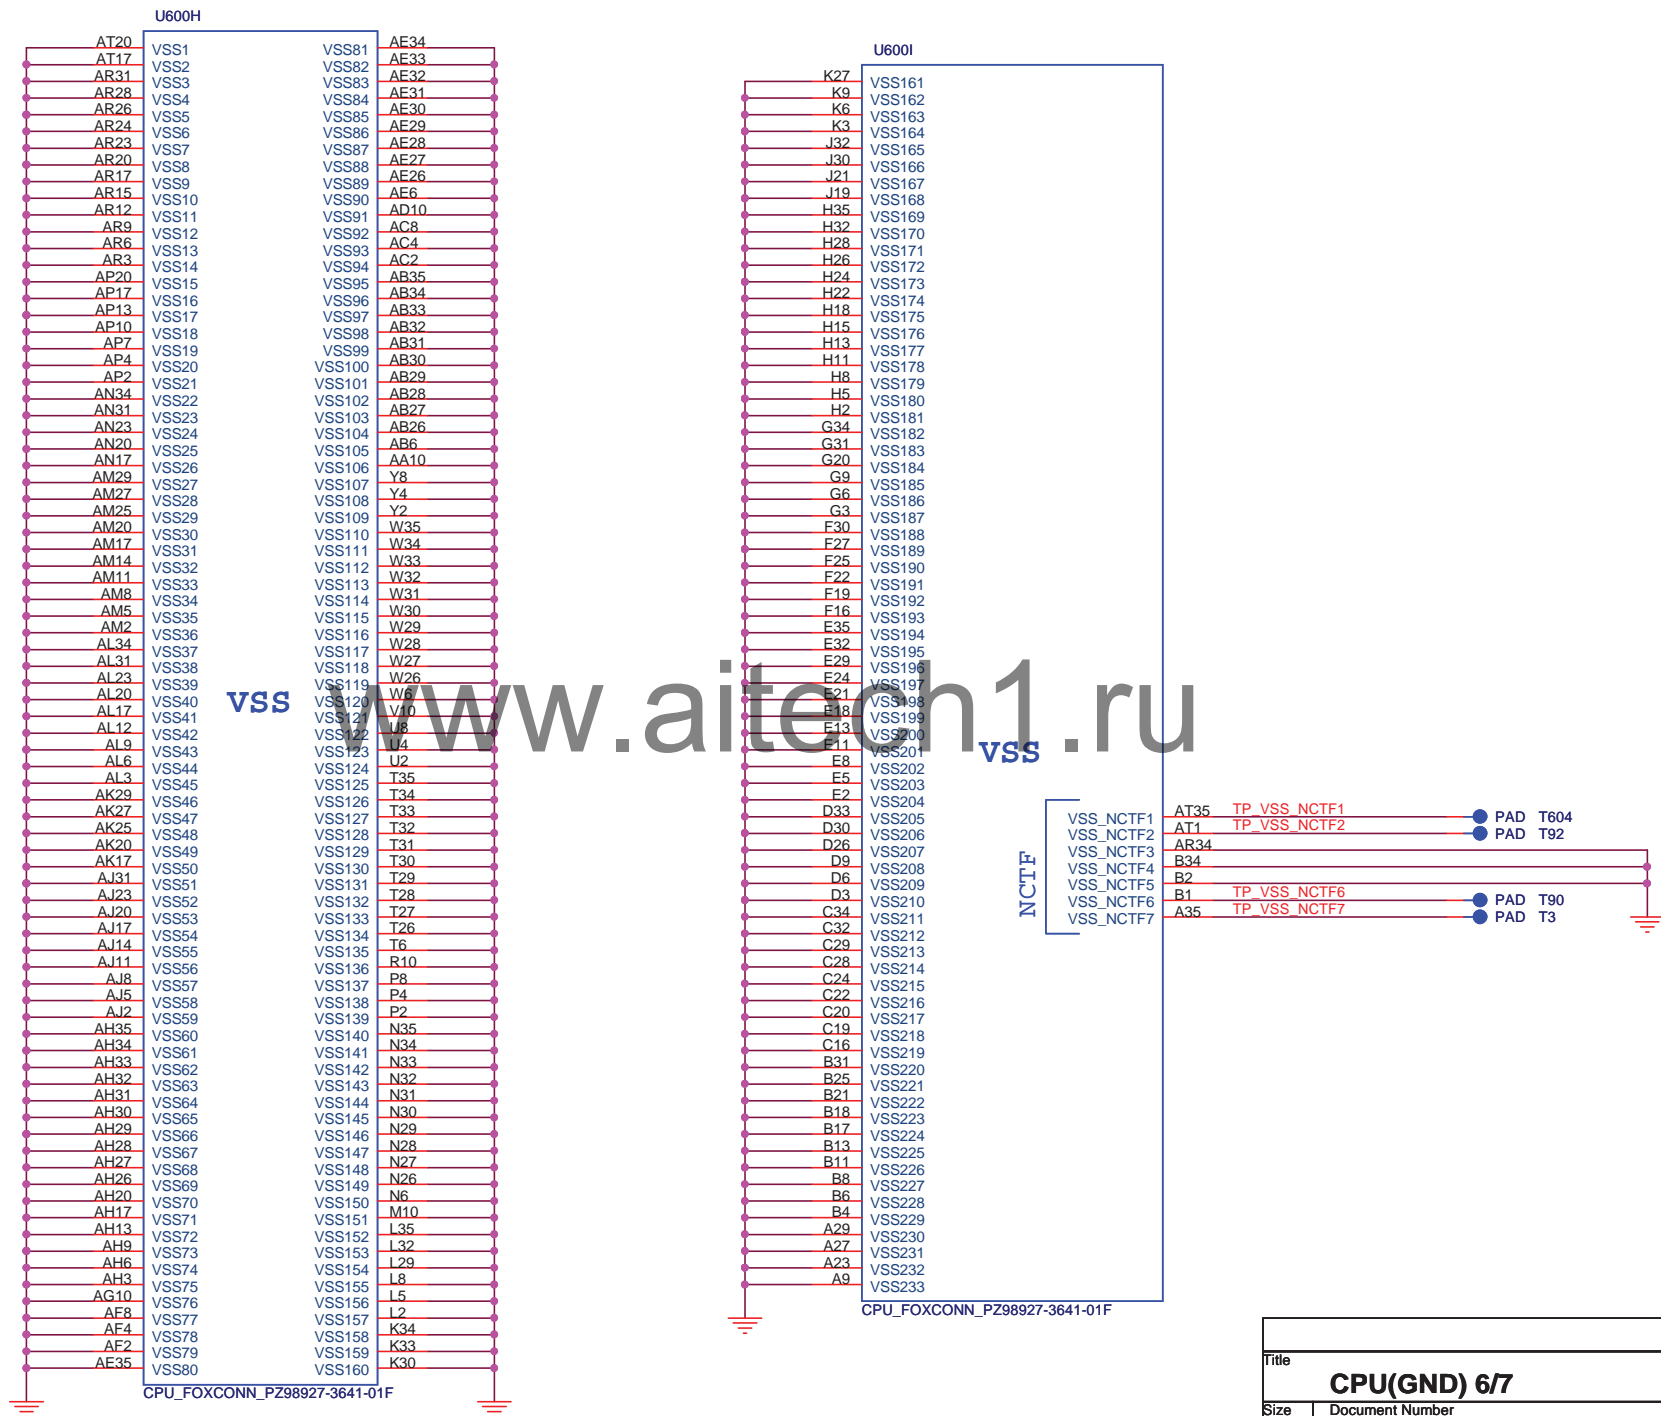 U600H
AT20 VSS1 VSS81 AE34
AT17 VSS2 VSS82 AE33
AR31 VSS3 VSS83 AE32
AR28 VSS4 VSS84 AE31
AR26 VSS5 VSS85 AE30
AR24 VSS6 VSS86 AE29
AR23 VSS7 VSS87 AE28
AR20 VSS8 VSS88 AE27
AR17 VSS9 VSS89 AE26
AR15 VSS10 VSS90 AE6
AR12 VSS11 VSS91 AD10
AR9 VSS12 VSS92 AC8
AR6 VSS13 VSS93 AC4
AR3 VSS14 VSS94 AC2
AP20 VSS15 VSS95 AB35
AP17 VSS16 VSS96 AB34
AP13 VSS17 VSS97 AB33
AP10 VSS18 VSS98 AB32
AP7 VSS19 VSS99 AB31
AP4 VSS20 VSS100 AB30
AP2 VSS21 VSS101 AB29
AN34 VSS22 VSS102 AB28
AN31 VSS23 VSS103 AB27
AN23 VSS24 VSS104 AB26
AN20 VSS25 VSS105 AB6
AN17 VSS26 VSS106 AA10
AM29 VSS27 VSS107 Y8
AM27 VSS28 VSS108 Y4
AM25 VSS29 VSS109 Y2
AM20 VSS30 VSS110 W35
AM17 VSS31 VSS111 W34
AM14 VSS32 VSS112 W33
AM11 VSS33 VSS113 W32
AM8 VSS34 VSS114 W31
AM5 VSS35 VSS115 W30
AM2 VSS36 VSS116 W29
AL34 VSS37 VSS117 W28
AL31 VSS38 VSS118 W27
AL23 VSS39 VSS119 W26
AL20 VSS40 VSS120 W6
AL17 VSS41 VSS121 V10
AL12 VSS42 VSS122 U8
AL9 VSS43 VSS123 U4
AL6 VSS44 VSS124 U2
AL3 VSS45 VSS125 T35
AK29 VSS46 VSS126 T34
AK27 VSS47 VSS127 T33
AK25 VSS48 VSS128 T32
AK20 VSS49 VSS129 T31
AK17 VSS50 VSS130 T30
AJ31 VSS51 VSS131 T29
AJ23 VSS52 VSS132 T28
AJ20 VSS53 VSS133 T27
AJ17 VSS54 VSS134 T26
AJ14 VSS55 VSS135 T6
AJ11 VSS56 VSS136 R10
AJ8 VSS57 VSS137 P8
AJ5 VSS58 VSS138 P4
AJ2 VSS59 VSS139 P2
AH35 VSS60 VSS140 N35
AH34 VSS61 VSS141 N34
AH33 VSS62 VSS142 N33
AH32 VSS63 VSS143 N32
AH31 VSS64 VSS144 N31
AH30 VSS65 VSS145 N30
AH29 VSS66 VSS146 N29
AH28 VSS67 VSS147 N28
AH27 VSS68 VSS148 N27
AH26 VSS69 VSS149 N26
AH20 VSS70 VSS150 N6
AH17 VSS71 VSS151 M10
AH13 VSS72 VSS152 L35
AH9 VSS73 VSS153 L32
AH6 VSS74 VSS154 L29
AH3 VSS75 VSS155 L8
AG10 VSS76 VSS156 L5
AF8 VSS77 VSS157 L2
AF4 VSS78 VSS158 K34
AF2 VSS79 VSS159 K33
AE35 VSS80 VSS160 K30
VSS
CPU_FOXCONN_PZ98927-3641-01F
www.aitech1.ru
U600I
K27 VSS161
K9 VSS162
K6 VSS163
K3 VSS164
J32 VSS165
J30 VSS166
J21 VSS167
J19 VSS168
H35 VSS169
H32 VSS170
H28 VSS171
H26 VSS172
H24 VSS173
H22 VSS174
H18 VSS175
H15 VSS176
H13 VSS177
H11 VSS178
H8 VSS179
H5 VSS180
H2 VSS181
G34 VSS182
G31 VSS183
G20 VSS184
G9 VSS185
G6 VSS186
G3 VSS187
F30 VSS188
F27 VSS189
F25 VSS190
F22 VSS191
F19 VSS192
F16 VSS193
E35 VSS194
E32 VSS195
E29 VSS196
E24 VSS197
E21 VSS198
E18 VSS199
E13 VSS200
E11 VSS201
E8 VSS202
E5 VSS203
E2 VSS204
D33 VSS205
D30 VSS206
D26 VSS207
D9 VSS208
D6 VSS209
D3 VSS210
C34 VSS211
C32 VSS212
C29 VSS213
C28 VSS214
C24 VSS215
C22 VSS216
C20 VSS217
C19 VSS218
C16 VSS219
B31 VSS220
B25 VSS221
B21 VSS222
B18 VSS223
B17 VSS224
B13 VSS225
B11 VSS226
B8 VSS227
B6 VSS228
B4 VSS229
A29 VSS230
A27 VSS231
A23 VSS232
A9 VSS233
VSS
NCTF
VSS_NCTF1 AT35 TP_VSS_NCTF1 PAD T604
VSS_NCTF2 AT1 TP_VSS_NCTF2 PAD T92
VSS_NCTF3 AR34
VSS_NCTF4 B34
VSS_NCTF5 B2
VSS_NCTF6 B1 TP_VSS_NCTF6 PAD T90
VSS_NCTF7 A35 TP_VSS_NCTF7 PAD T3
CPU_FOXCONN_PZ98927-3641-01F
Title
CPU(GND) 6/7
Size Document Number